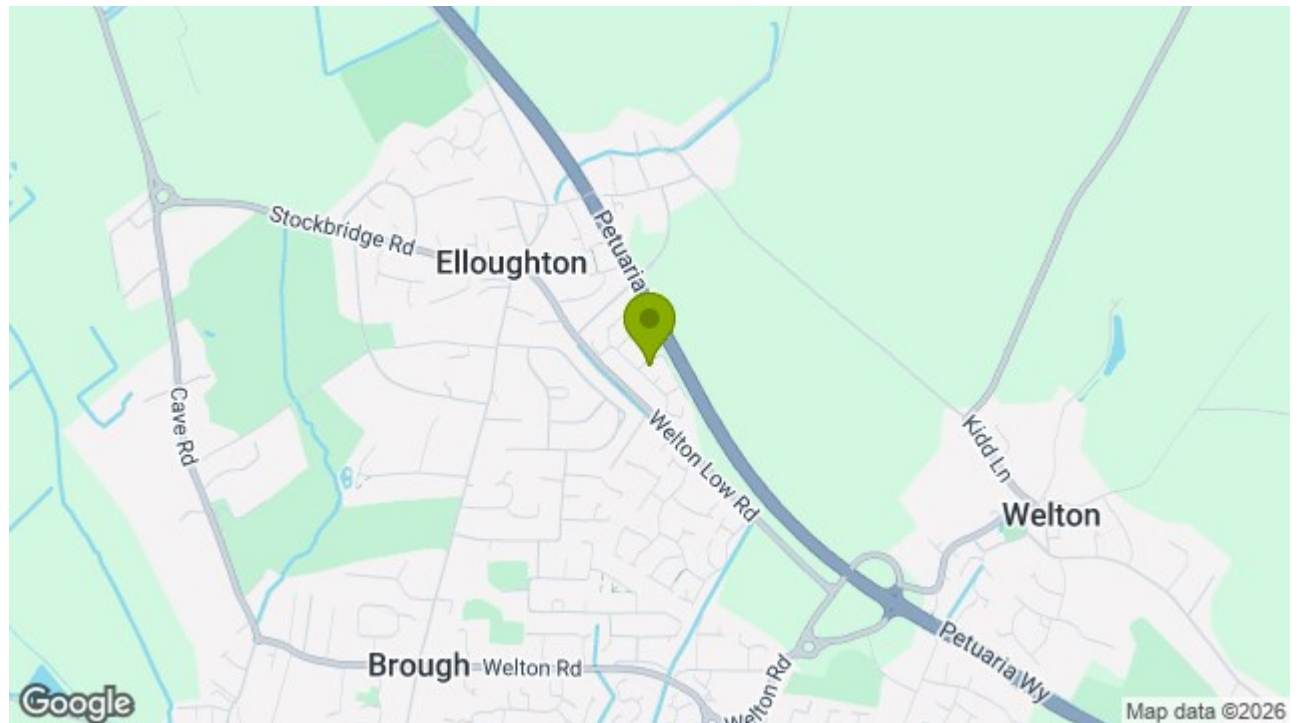 Stockbridge Rd
Elloughton
Petuaria
Cave Rd
Welton Low Rd
Kidd Ln
Welton
Brough
Welton Rd
Welton Rd
Petuaria Wy
Google
Map data ©2026